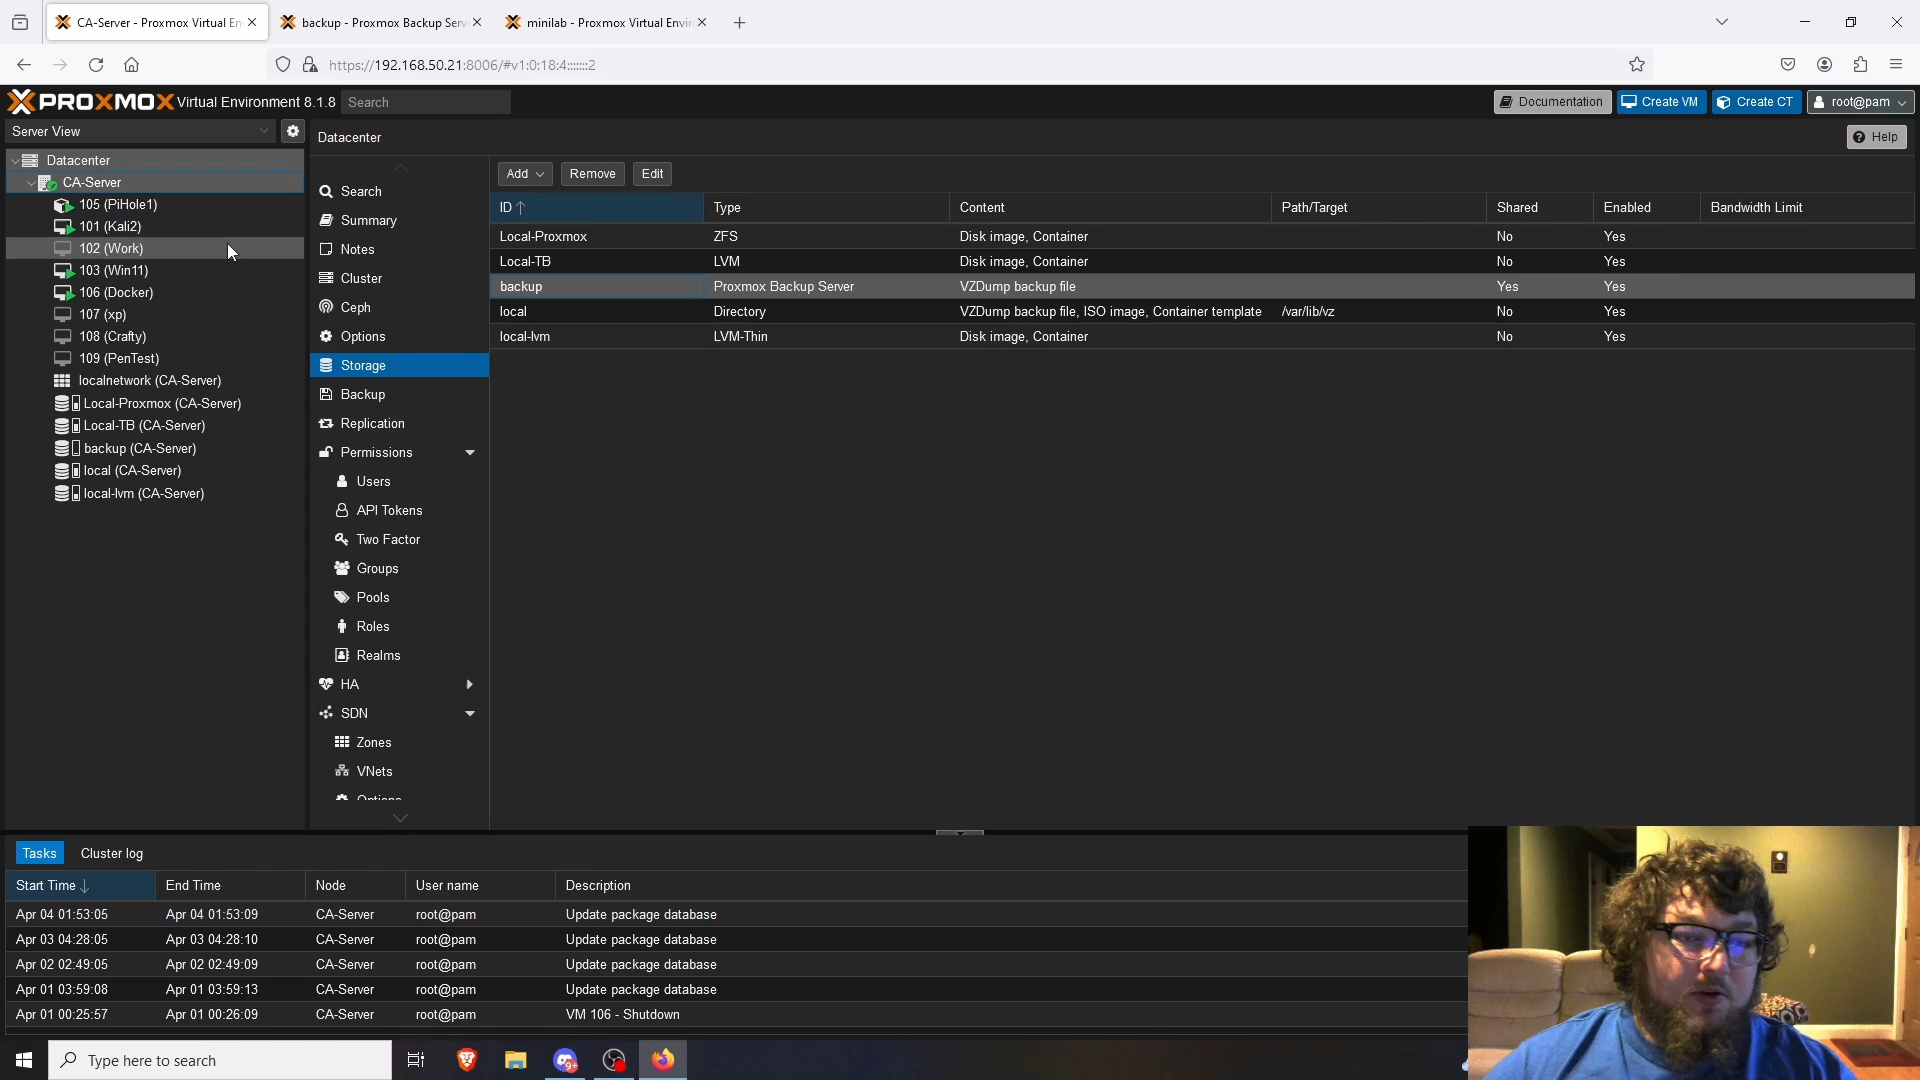 CA-Server - Proxmox Virtual En
backup - Proxmox Backup Serv
minilab - Proxmox Virtual Envir
https://192.168.50.21:8006/#v1:0:18:4:::::::2
PROXMOX Virtual Environment 8.1.8 Search
Documentation Create VM Create CT root@pam
Server View
Datacenter
Help
Datacenter
CA-Server
105 (PiHole1)
101 (Kali2)
102 (Work)
103 (Win11)
106 (Docker)
107 (xp)
108 (Crafty)
109 (PenTest)
localnetwork (CA-Server)
Local-Proxmox (CA-Server)
Local-TB (CA-Server)
backup (CA-Server)
local (CA-Server)
local-lvm (CA-Server)
Search
Summary
Notes
Cluster
Ceph
Options
Storage
Backup
Replication
Permissions
Users
API Tokens
Two Factor
Groups
Pools
Roles
Realms
HA
SDN
Zones
VNets
Options
Add Remove Edit
ID Type Content Path/Target Shared Enabled Bandwidth Limit
Local-Proxmox ZFS Disk image, Container No Yes
Local-TB LVM Disk image, Container No Yes
backup Proxmox Backup Server VZDump backup file Yes Yes
local Directory VZDump backup file, ISO image, Container template /var/lib/vz No Yes
local-lvm LVM-Thin Disk image, Container No Yes
Tasks Cluster log
Start Time End Time Node User name Description
Apr 04 01:53:05 Apr 04 01:53:09 CA-Server root@pam Update package database
Apr 03 04:28:05 Apr 03 04:28:10 CA-Server root@pam Update package database
Apr 02 02:49:05 Apr 02 02:49:09 CA-Server root@pam Update package database
Apr 01 03:59:08 Apr 01 03:59:13 CA-Server root@pam Update package database
Apr 01 00:25:57 Apr 01 00:26:09 CA-Server root@pam VM 106 - Shutdown
Type here to search
9+